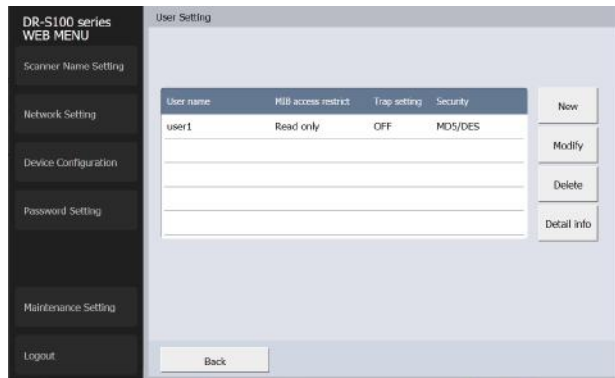 DR-S100 series
WEB MENU
Scanner Name Setting
Network Setting
Device Configuration
Password Setting
Maintenance Setting
Logout
User Setting
User name MIB access restrict Trap setting Security
user1 Read only OFF MD5/DES
New
Modify
Delete
Detail info
Back